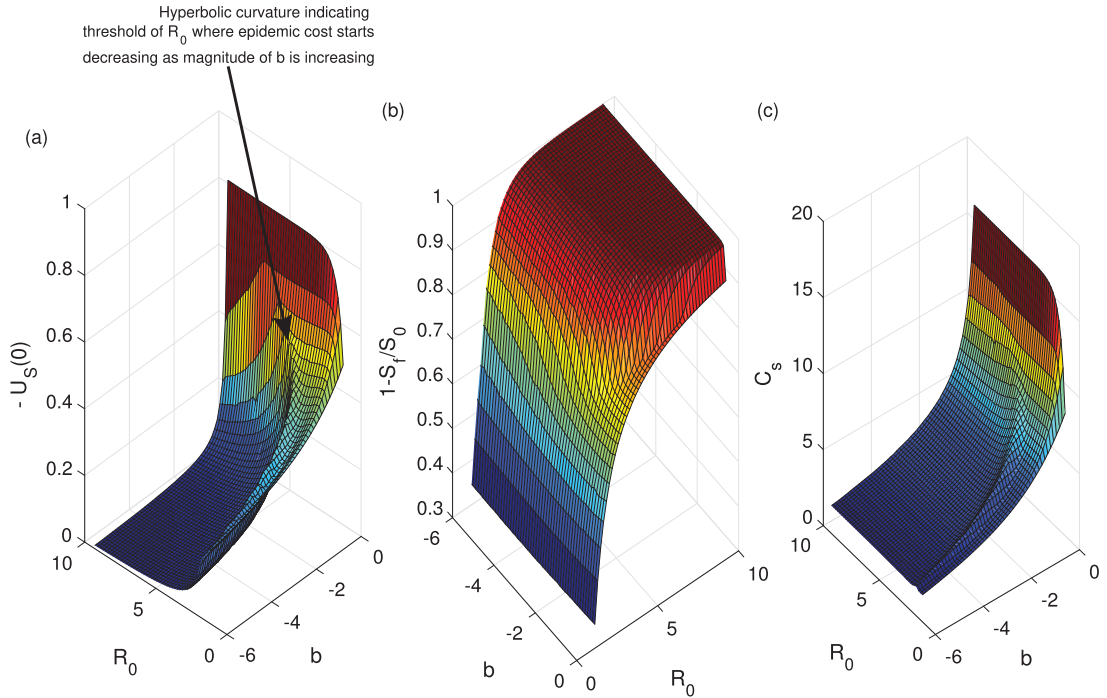 Hyperbolic curvature indicating
threshold of R0 where epidemic cost starts
decreasing as magnitude of b is increasing
(a)
1
0.8
0.6
0.4
0.2
0
- US(0)
10
5
0
R0
-6
-4
-2
0
b
(b)
1
0.9
0.8
0.7
0.6
0.5
0.4
0.3
1-Sf/S0
-6
-4
-2
0
b
0
5
10
R0
(c)
20
15
10
5
0
Cs
10
5
0
R0
-6
-4
-2
0
b